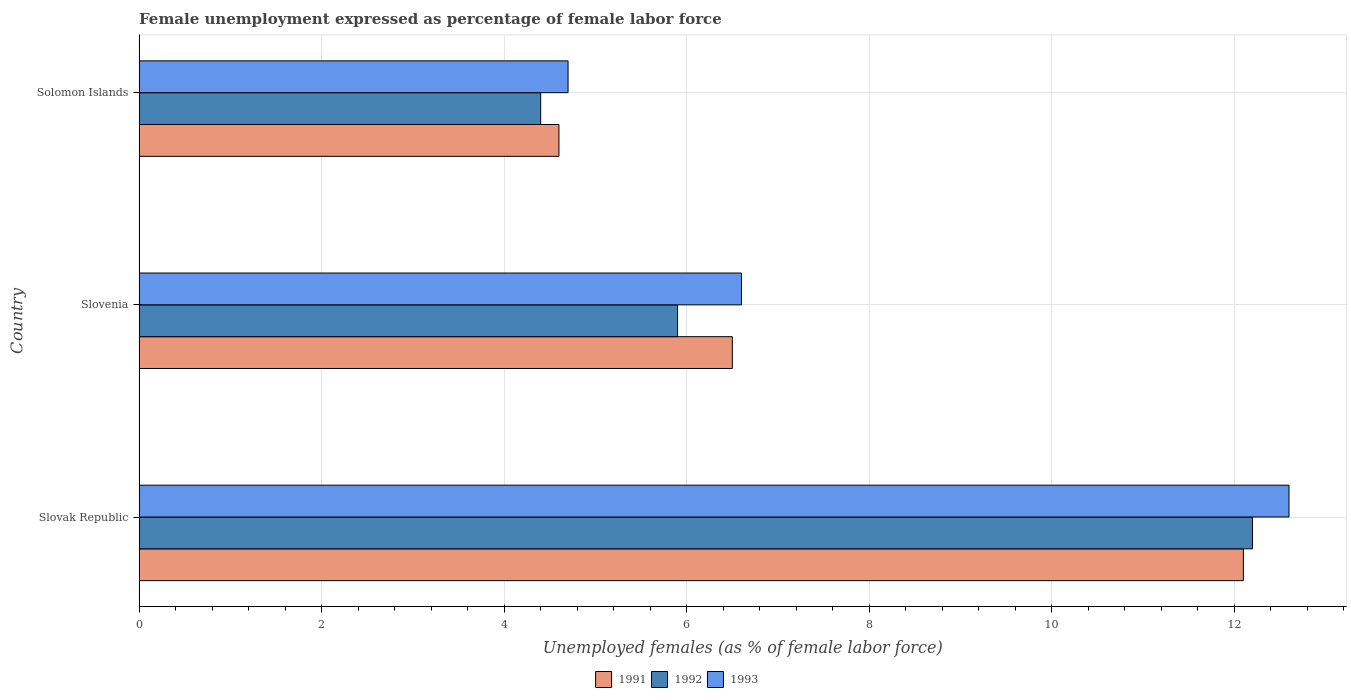 Female unemployment expressed as percentage of female labor force
Country
Solomon Islands
Slovenia
Slovak Republic
0 2 4 6 8 10 12
Unemployed females (as % of female labor force)
1991 1992 1993